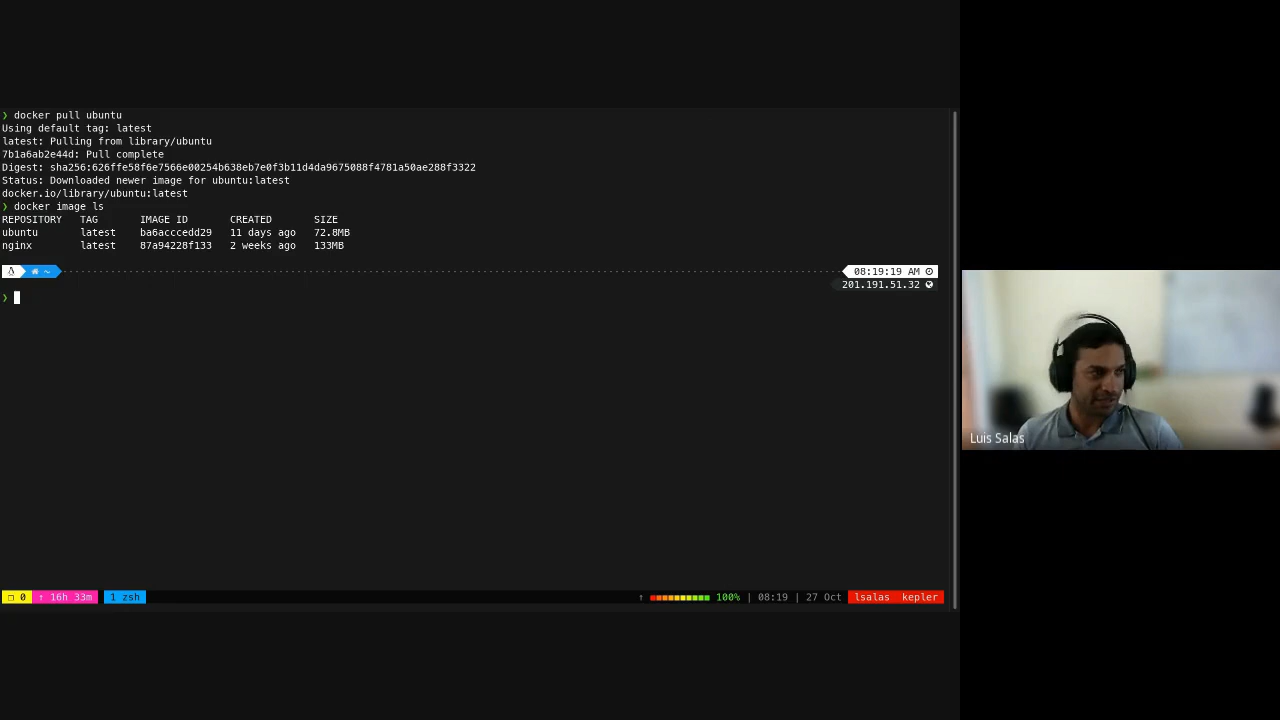 ❯ docker pull ubuntu
Using default tag: latest
latest: Pulling from library/ubuntu
7b1a6ab2e44d: Pull complete
Digest: sha256:626ffe58f6e7566e00254b638eb7e0f3b11d4da9675088f4781a50ae288f3322
Status: Downloaded newer image for ubuntu:latest
docker.io/library/ubuntu:latest
❯ docker image ls
REPOSITORY TAG IMAGE ID CREATED SIZE
ubuntu latest ba6acccedd29 11 days ago 72.8MB
nginx latest 87a94228f133 2 weeks ago 133MB
~ 08:19:19 AM
201.191.51.32
❯
Luis Salas
0 ↑ 16h 33m 1 zsh ↑ 100% | 08:19 | 27 Oct lsalas kepler